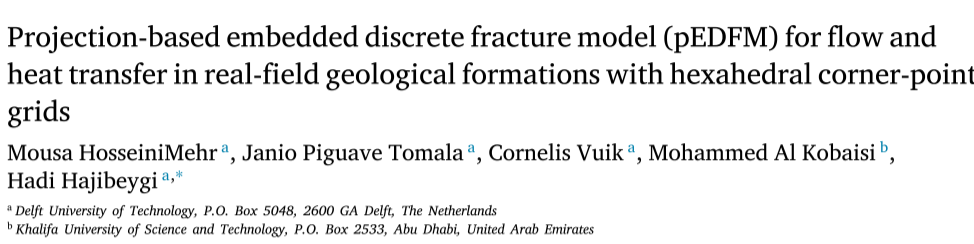 Projection-based embedded discrete fracture model (pEDFM) for flow and
heat transfer in real-field geological formations with hexahedral corner-point
grids
Mousa HosseiniMehr a, Janio Piguave Tomala a, Cornelis Vuik a, Mohammed Al Kobaisi b,
Hadi Hajibeygi a,*
a Delft University of Technology, P.O. Box 5048, 2600 GA Delft, The Netherlands
b Khalifa University of Science and Technology, P.O. Box 2533, Abu Dhabi, United Arab Emirates